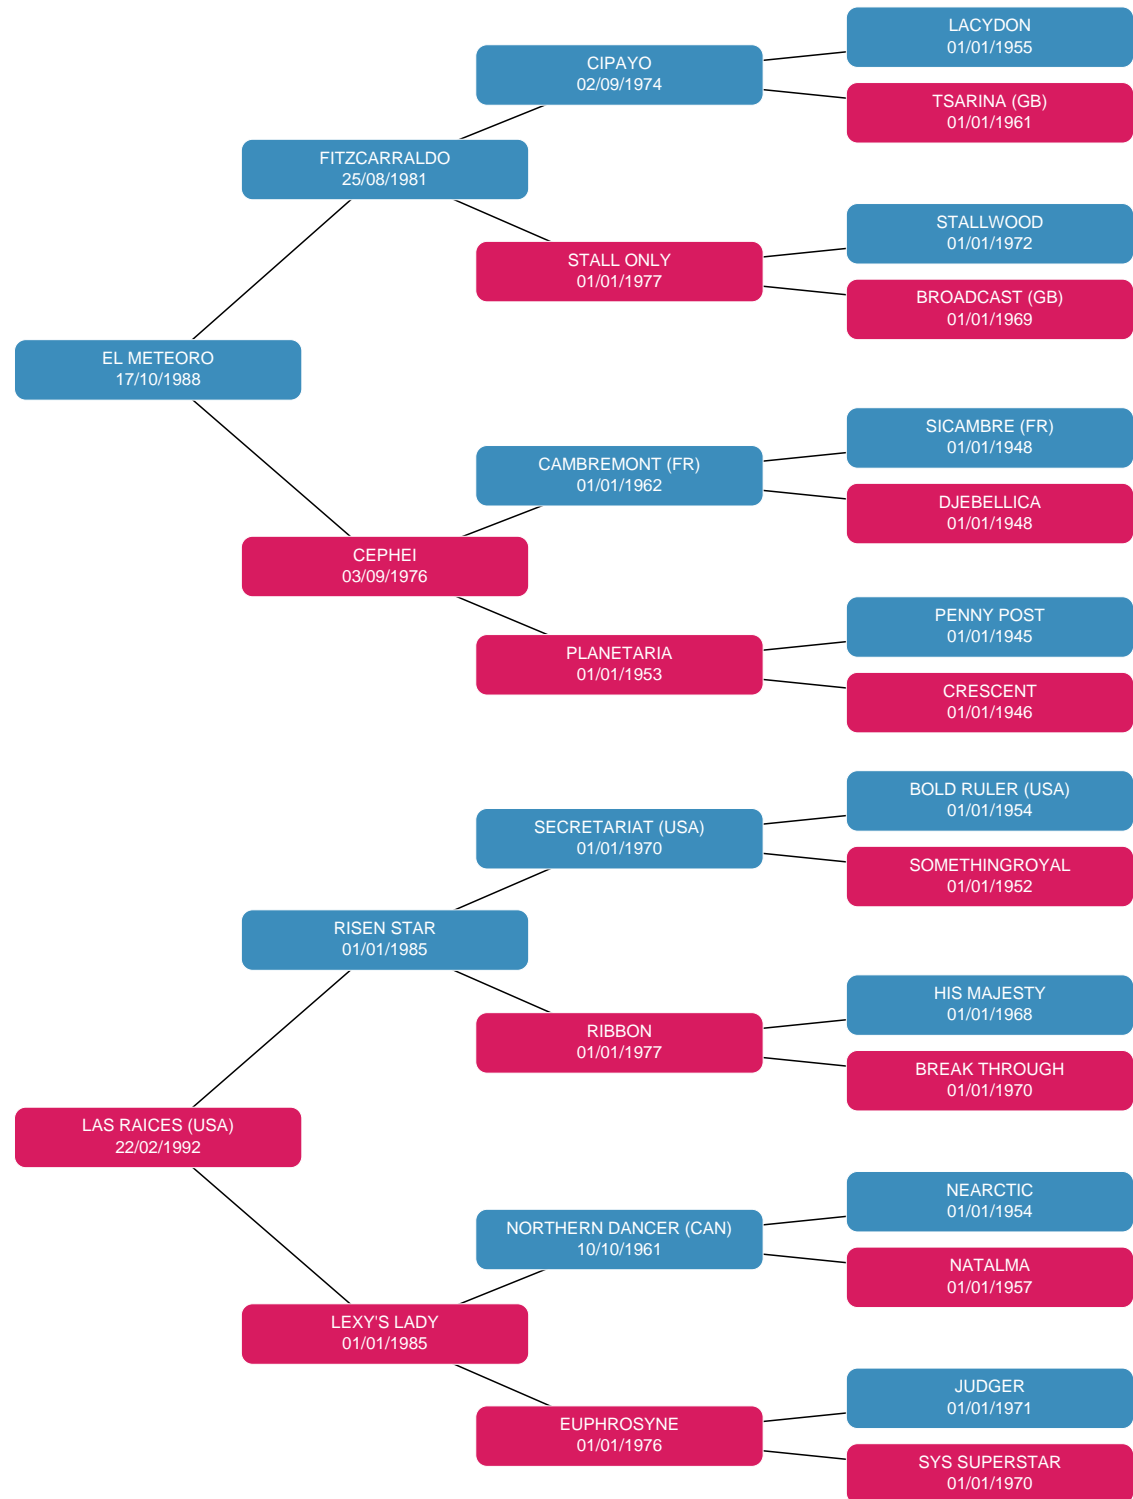 LACYDON
01/01/1955
CIPAYO
02/09/1974
TSARINA (GB)
01/01/1961
FITZCARRALDO
25/08/1981
STALLWOOD
01/01/1972
STALL ONLY
01/01/1977
BROADCAST (GB)
01/01/1969
EL METEORO
17/10/1988
SICAMBRE (FR)
01/01/1948
CAMBREMONT (FR)
01/01/1962
DJEBELLICA
01/01/1948
CEPHEI
03/09/1976
PENNY POST
01/01/1945
PLANETARIA
01/01/1953
CRESCENT
01/01/1946
BOLD RULER (USA)
01/01/1954
SECRETARIAT (USA)
01/01/1970
SOMETHINGROYAL
01/01/1952
RISEN STAR
01/01/1985
HIS MAJESTY
01/01/1968
RIBBON
01/01/1977
BREAK THROUGH
01/01/1970
LAS RAICES (USA)
22/02/1992
NEARCTIC
01/01/1954
NORTHERN DANCER (CAN)
10/10/1961
NATALMA
01/01/1957
LEXY'S LADY
01/01/1985
JUDGER
01/01/1971
EUPHROSYNE
01/01/1976
SYS SUPERSTAR
01/01/1970